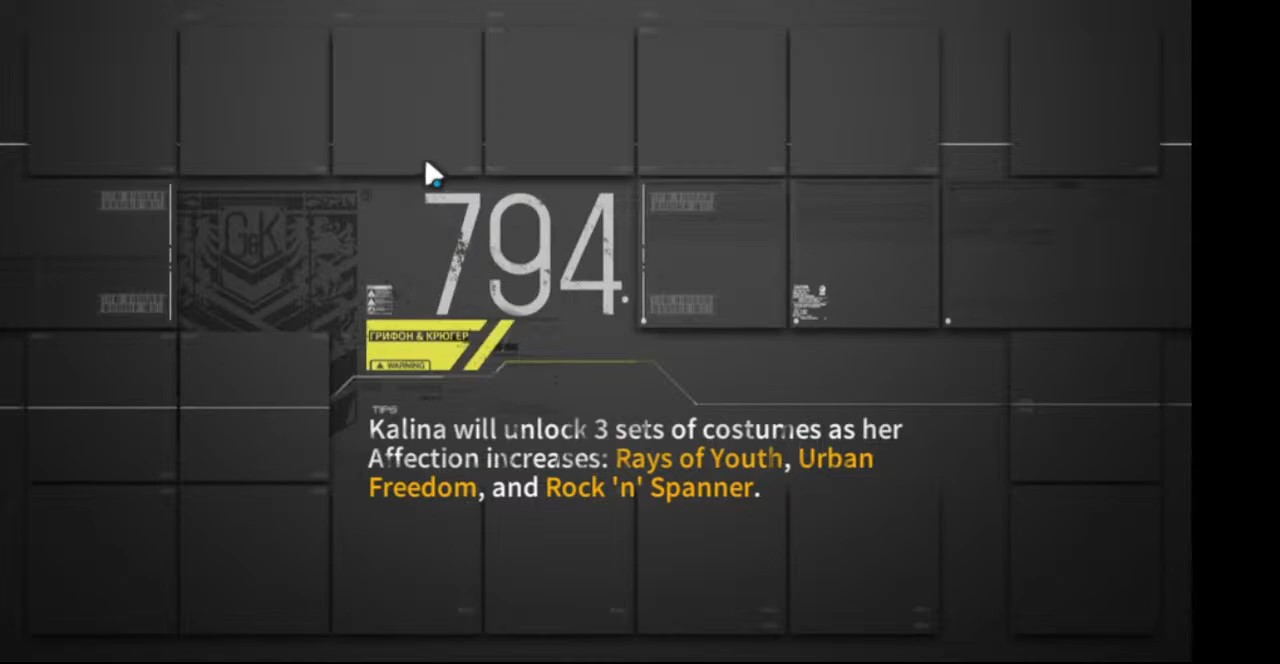 G&K
794.
ГРИФОН & КРЮГЕР
WARNING
TIPS
Kalina will unlock 3 sets of costumes as her
Affection increases: Rays of Youth, Urban
Freedom, and Rock 'n' Spanner.